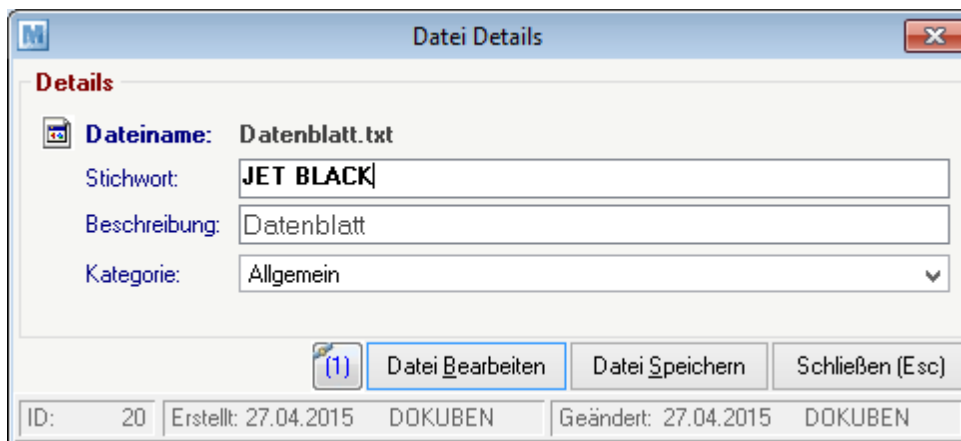 M Datei Details
Details
Dateiname: Datenblatt.txt
Stichwort: JET BLACK
Beschreibung: Datenblatt
Kategorie: Allgemein
(1) Datei Bearbeiten Datei Speichern Schließen (Esc)
ID: 20 Erstellt: 27.04.2015 DOKUBEN Geändert: 27.04.2015 DOKUBEN